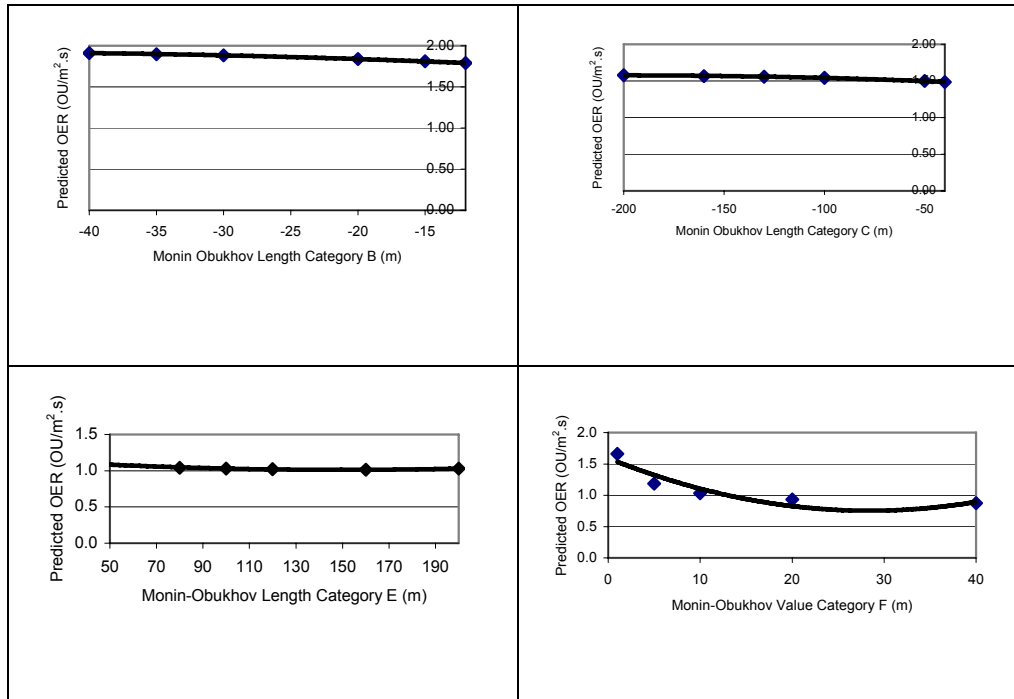 Predicted OER (OU/m².s)
2.00
1.50
1.00
0.50
0.00
-40 -35 -30 -25 -20 -15
Monin Obukhov Length Category B (m)
Predicted OER (OU/m².s)
2.00
1.50
1.00
0.50
0.00
-200 -150 -100 -50
Monin Obukhov Length Category C (m)
Predicted OER (OU/m².s)
1.5
1.0
0.5
0.0
50 70 90 110 130 150 170 190
Monin-Obukhov Length Category E (m)
Predicted OER (OU/m².s)
2.0
1.5
1.0
0.5
0.0
0 10 20 30 40
Monin-Obukhov Value Category F (m)